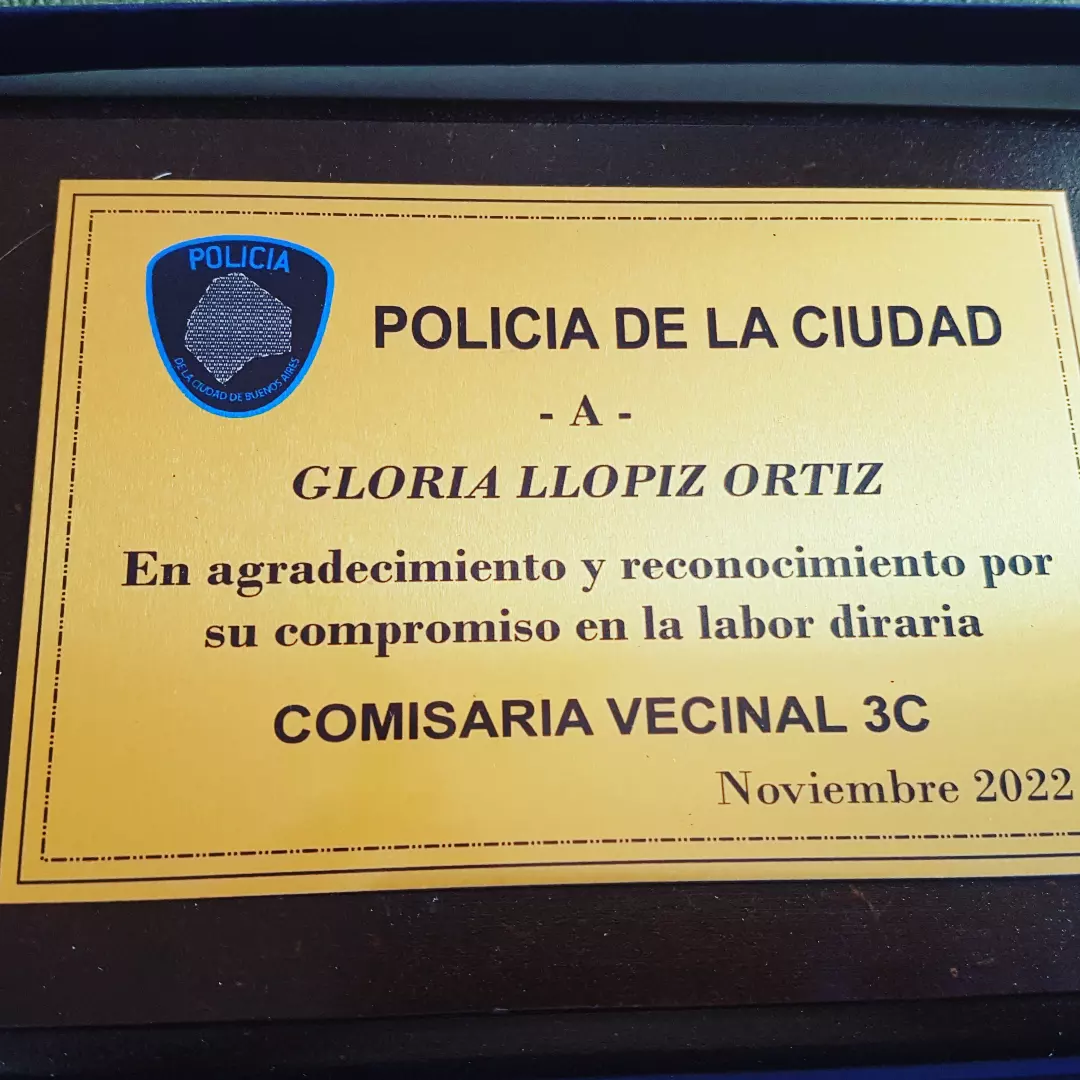 POLICIA
DE LA CIUDAD DE BUENOS AIRES
POLICIA DE LA CIUDAD
- A -
GLORIA LLOPIZ ORTIZ
En agradecimiento y reconocimiento por
su compromiso en la labor diraria
COMISARIA VECINAL 3C
Noviembre 2022